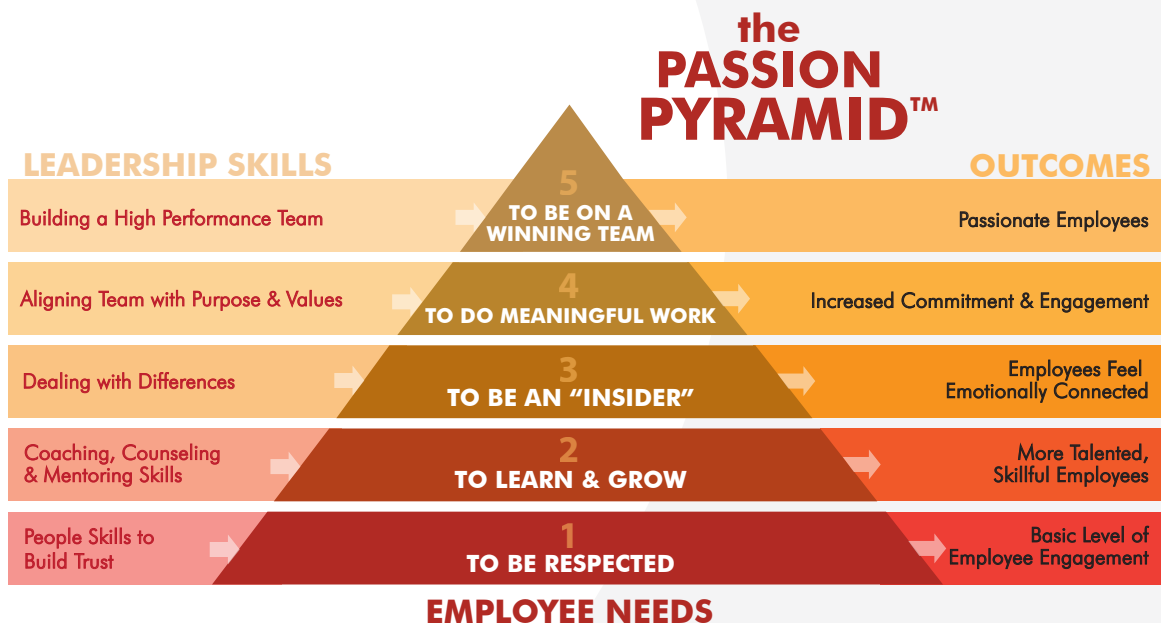 the
PASSION
PYRAMID™
LEADERSHIP SKILLS
OUTCOMES
Building a High Performance Team
5
TO BE ON A
WINNING TEAM
Passionate Employees
Aligning Team with Purpose & Values
4
TO DO MEANINGFUL WORK
Increased Commitment & Engagement
Dealing with Differences
3
TO BE AN “INSIDER”
Employees Feel
Emotionally Connected
Coaching, Counseling
& Mentoring Skills
2
TO LEARN & GROW
More Talented,
Skillful Employees
People Skills to
Build Trust
1
TO BE RESPECTED
Basic Level of
Employee Engagement
EMPLOYEE NEEDS